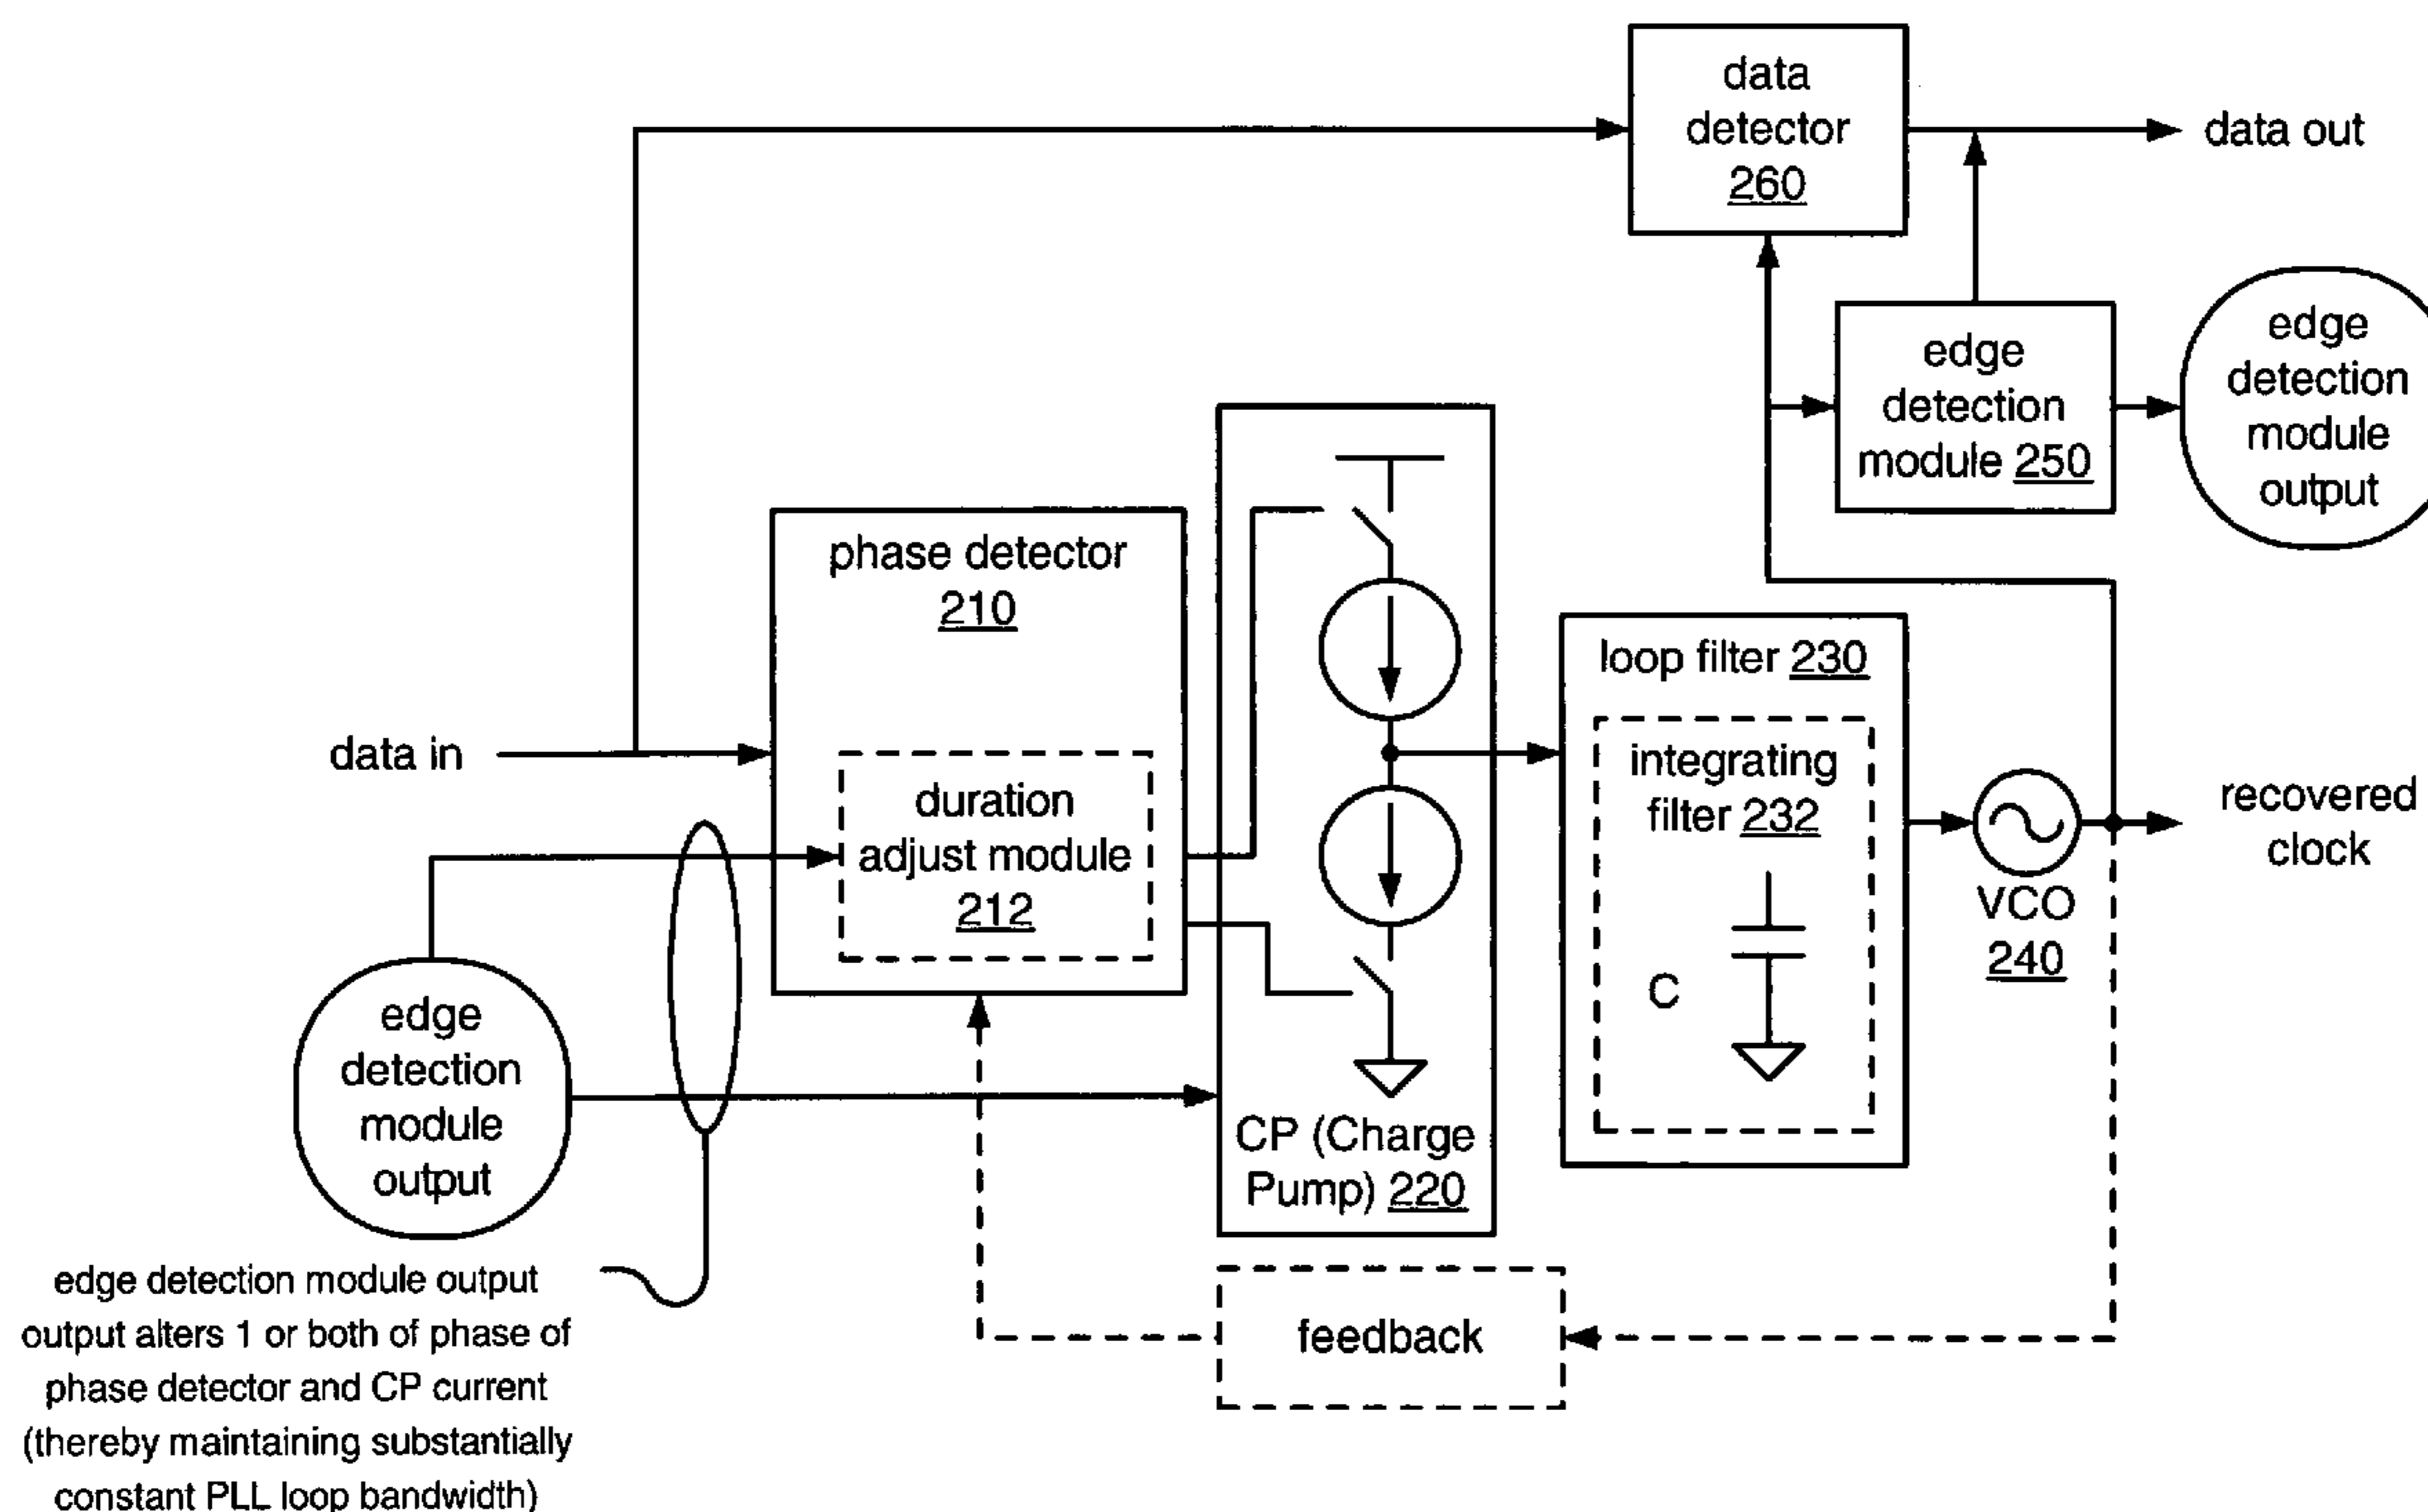 data
detector
260
data out
edge
detection
module 250
edge
detection
module
output
phase detector
210
duration
adjust module
212
data in
loop filter 230
integrating
filter 232
C
VCO
240
recovered
clock
edge
detection
module
output
CP (Charge
Pump) 220
feedback
edge detection module output
output alters 1 or both of phase of
phase detector and CP current
(thereby maintaining substantially
constant PLL loop bandwidth)